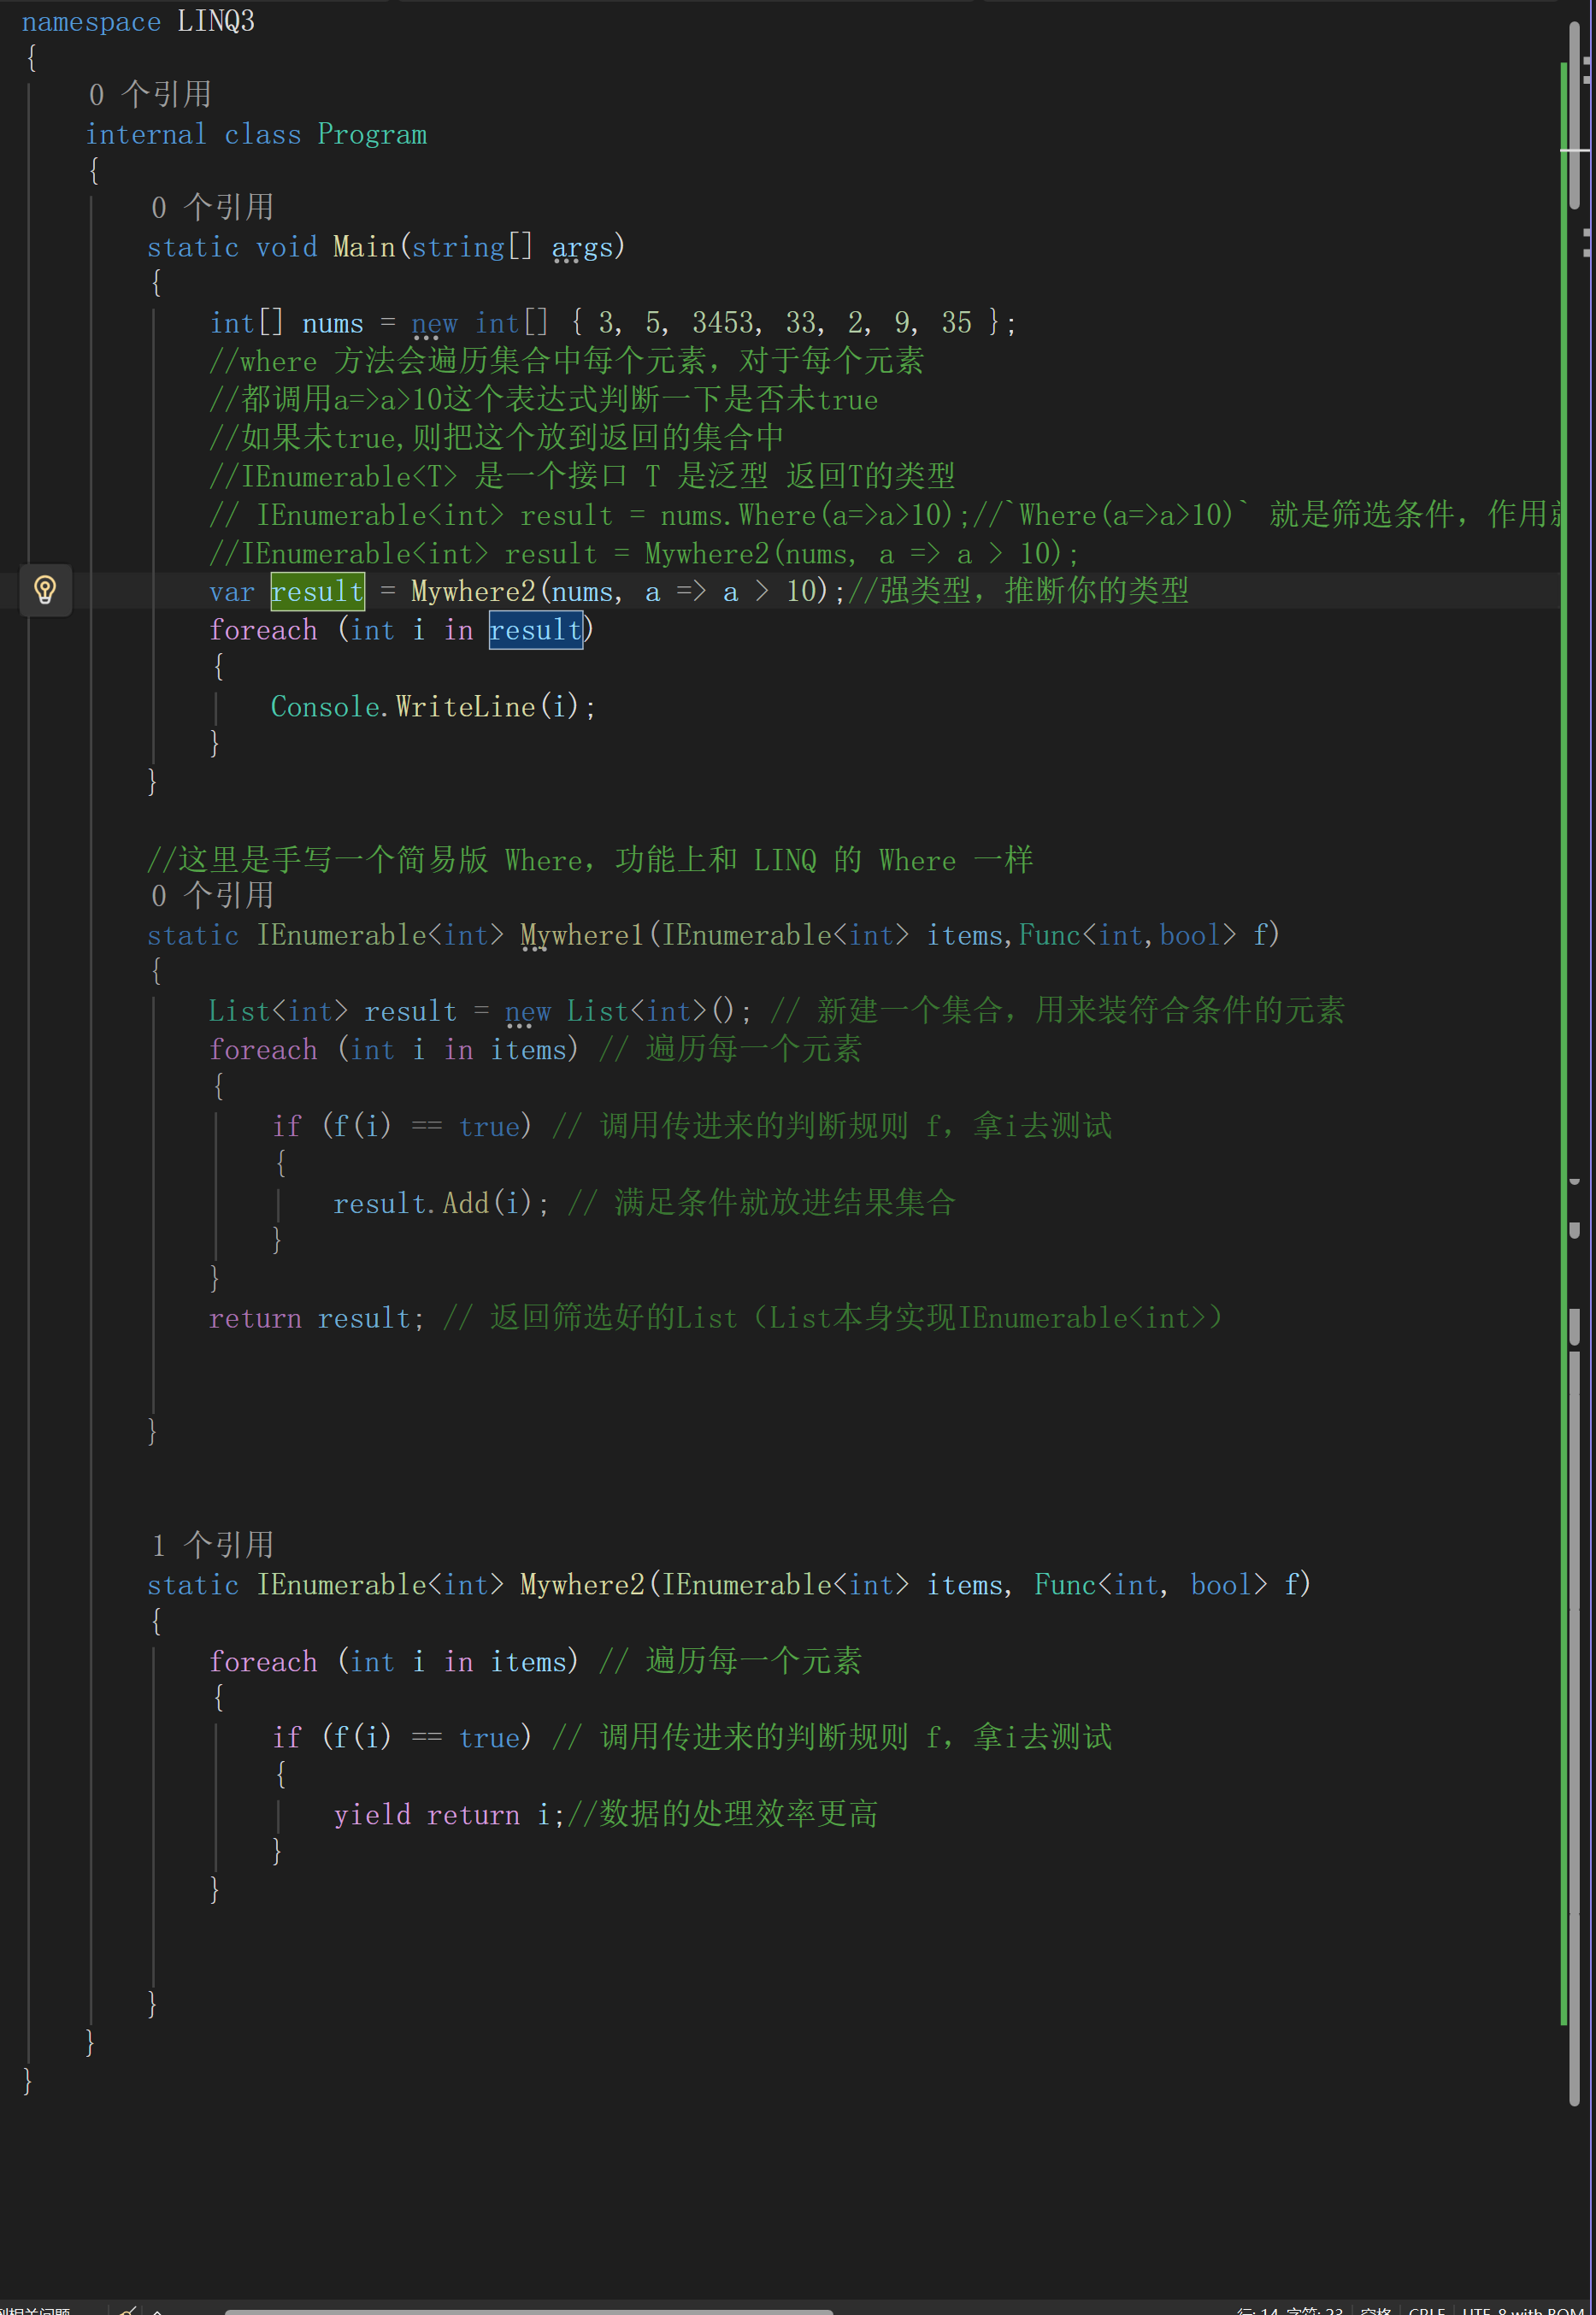 namespace LINQ3
{
0 个引用
internal class Program
{
0 个引用
static void Main(string[] args)
{
int[] nums = new int[] { 3, 5, 3453, 33, 2, 9, 35 };
//where 方法会遍历集合中每个元素，对于每个元素
//都调用a=>a>10这个表达式判断一下是否未true
//如果未true,则把这个放到返回的集合中
//IEnumerable<T> 是一个接口 T 是泛型 返回T的类型
// IEnumerable<int> result = nums.Where(a=>a>10);//`Where(a=>a>10)` 就是筛选条件，作用
//IEnumerable<int> result = Mywhere2(nums, a => a > 10);
var result = Mywhere2(nums, a => a > 10);//强类型，推断你的类型
foreach (int i in result)
{
Console.WriteLine(i);
}
}
//这里是手写一个简易版 Where，功能上和 LINQ 的 Where 一样
0 个引用
static IEnumerable<int> Mywhere1(IEnumerable<int> items,Func<int,bool> f)
{
List<int> result = new List<int>(); // 新建一个集合，用来装符合条件的元素
foreach (int i in items) // 遍历每一个元素
{
if (f(i) == true) // 调用传进来的判断规则 f，拿i去测试
{
result.Add(i); // 满足条件就放进结果集合
}
}
return result; // 返回筛选好的List（List本身实现IEnumerable<int>）
}
1 个引用
static IEnumerable<int> Mywhere2(IEnumerable<int> items, Func<int, bool> f)
{
foreach (int i in items) // 遍历每一个元素
{
if (f(i) == true) // 调用传进来的判断规则 f，拿i去测试
{
yield return i;//数据的处理效率更高
}
}
}
}
}
相关问题 行: 14 字符: 23 空格 CRLF UTF-8 with BOM